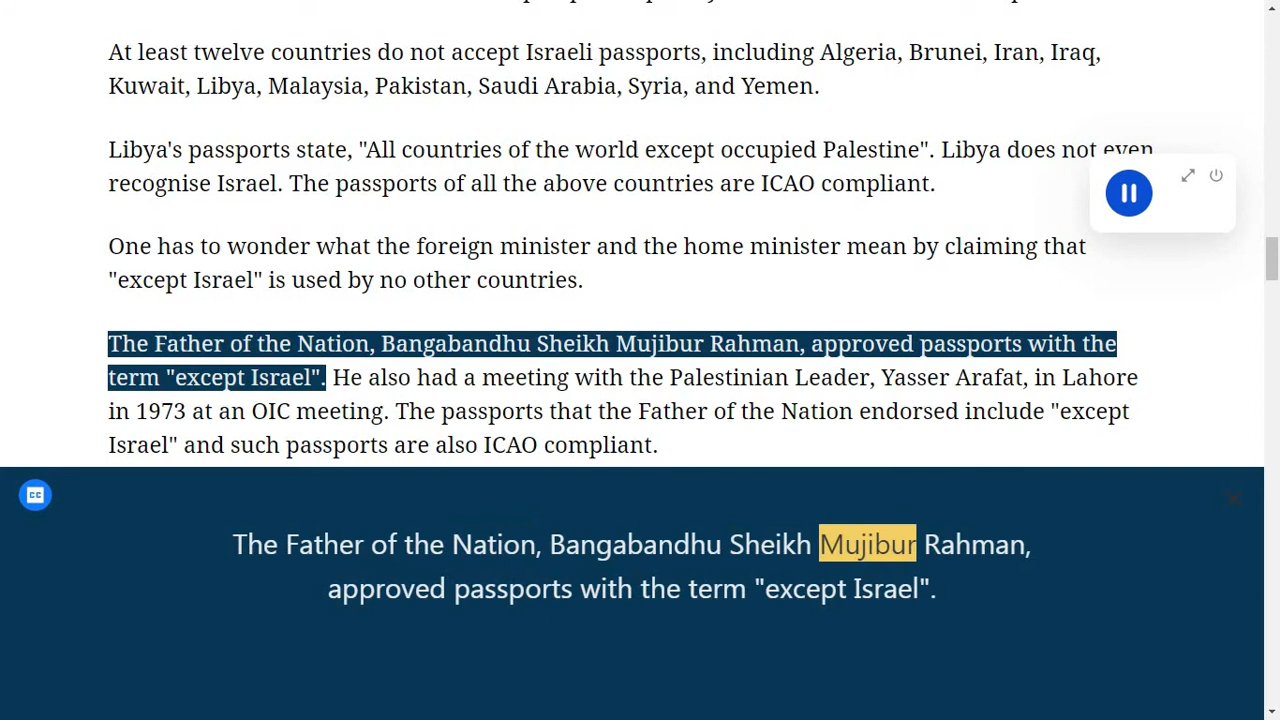 At least twelve countries do not accept Israeli passports, including Algeria, Brunei, Iran, Iraq,
Kuwait, Libya, Malaysia, Pakistan, Saudi Arabia, Syria, and Yemen.
Libya's passports state, "All countries of the world except occupied Palestine". Libya does not even
recognise Israel. The passports of all the above countries are ICAO compliant.
One has to wonder what the foreign minister and the home minister mean by claiming that
"except Israel" is used by no other countries.
The Father of the Nation, Bangabandhu Sheikh Mujibur Rahman, approved passports with the
term "except Israel". He also had a meeting with the Palestinian Leader, Yasser Arafat, in Lahore
in 1973 at an OIC meeting. The passports that the Father of the Nation endorsed include "except
Israel" and such passports are also ICAO compliant.
CC
The Father of the Nation, Bangabandhu Sheikh Mujibur Rahman,
approved passports with the term "except Israel".